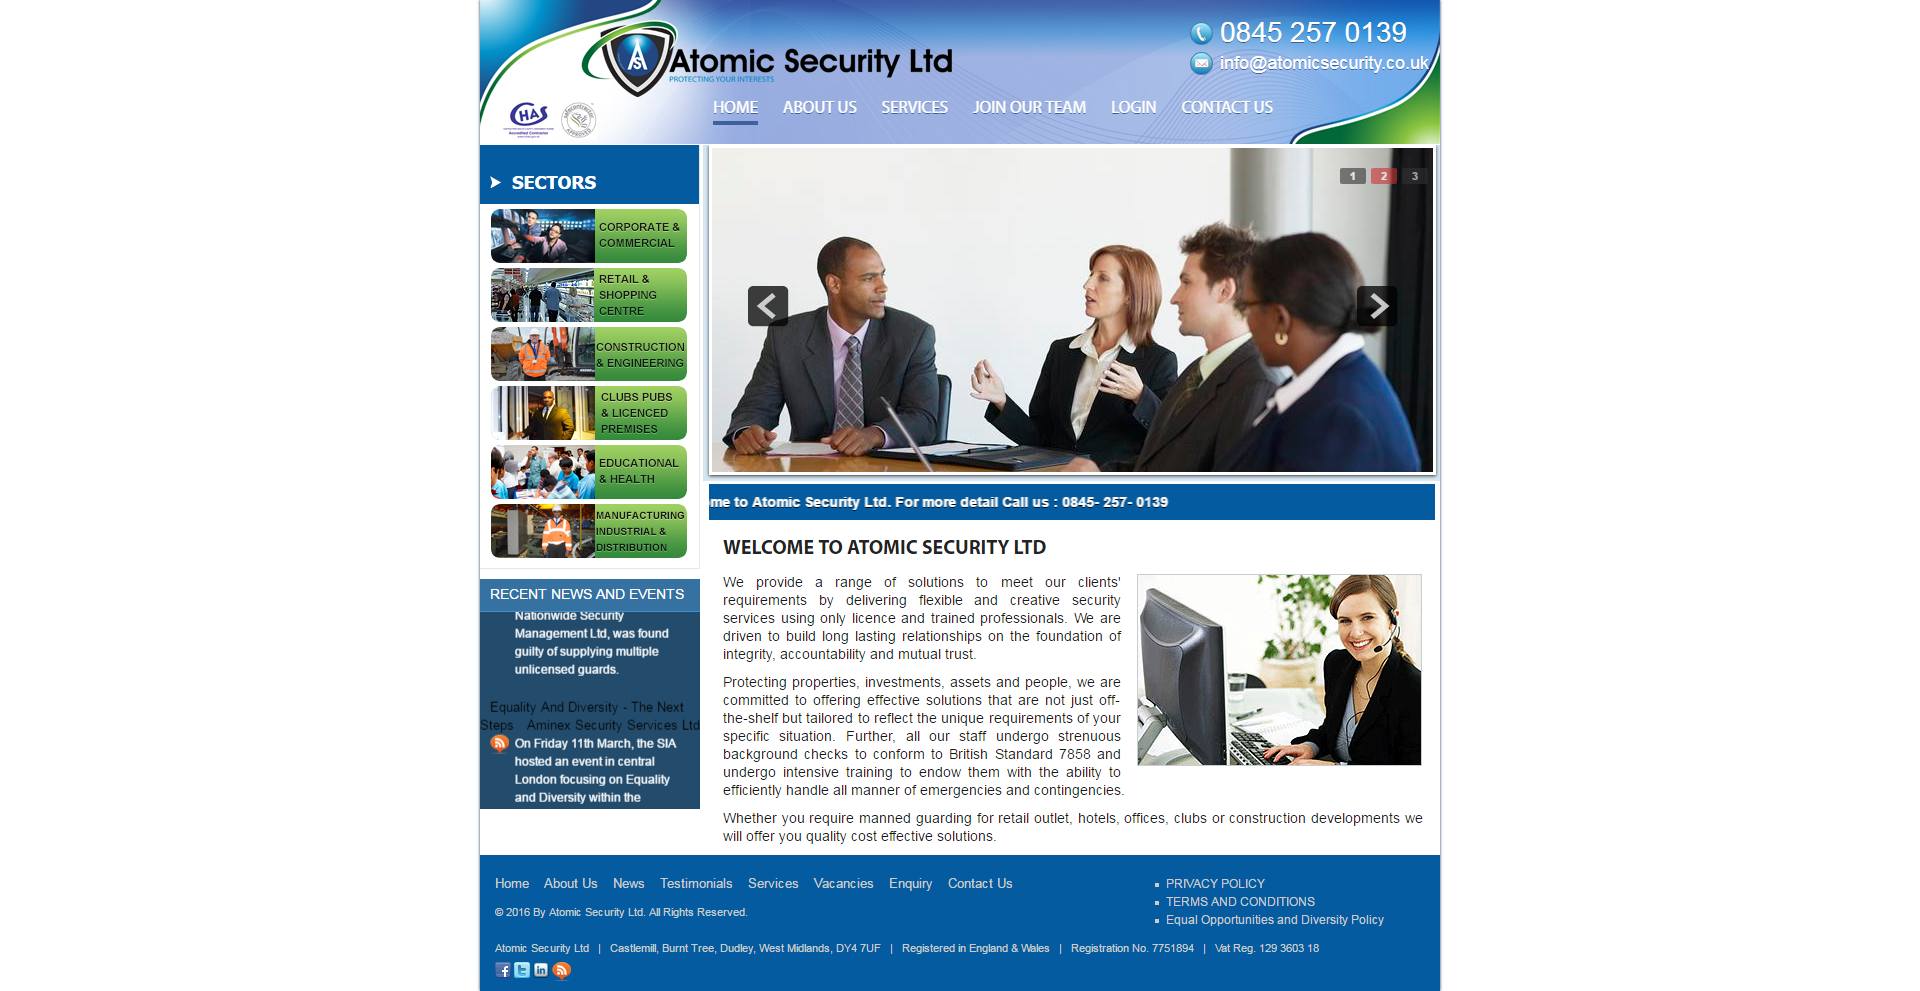 0845 257 0139
Atomic Security Ltd
PROTECTING YOUR INTERESTS
info@atomicsecurity.co.uk
HOME ABOUT US SERVICES JOIN OUR TEAM LOGIN CONTACT US
CHAS
Accredited Contractor
APPROVED
SECTORS
CORPORATE &
COMMERCIAL
RETAIL &
SHOPPING
CENTRE
CONSTRUCTION
& ENGINEERING
CLUBS PUBS
& LICENCED
PREMISES
EDUCATIONAL
& HEALTH
MANUFACTURING
INDUSTRIAL &
DISTRIBUTION
1 2 3
me to Atomic Security Ltd. For more detail Call us : 0845- 257- 0139
RECENT NEWS AND EVENTS
Nationwide Security
Management Ltd, was found
guilty of supplying multiple
unlicensed guards.
Equality And Diversity - The Next
Steps Aminex Security Services Ltd
On Friday 11th March, the SIA
hosted an event in central
London focusing on Equality
and Diversity within the
WELCOME TO ATOMIC SECURITY LTD
We provide a range of solutions to meet our clients'
requirements by delivering flexible and creative security
services using only licence and trained professionals. We are
driven to build long lasting relationships on the foundation of
integrity, accountability and mutual trust.
Protecting properties, investments, assets and people, we are
committed to offering effective solutions that are not just off-
the-shelf but tailored to reflect the unique requirements of your
specific situation. Further, all our staff undergo strenuous
background checks to conform to British Standard 7858 and
undergo intensive training to endow them with the ability to
efficiently handle all manner of emergencies and contingencies.
Whether you require manned guarding for retail outlet, hotels, offices, clubs or construction developments we
will offer you quality cost effective solutions.
Home About Us News Testimonials Services Vacancies Enquiry Contact Us
© 2016 By Atomic Security Ltd. All Rights Reserved.
PRIVACY POLICY
TERMS AND CONDITIONS
Equal Opportunities and Diversity Policy
Atomic Security Ltd | Castlemill, Burnt Tree, Dudley, West Midlands, DY4 7UF | Registered in England & Wales | Registration No. 7751894 | Vat Reg. 129 3603 18